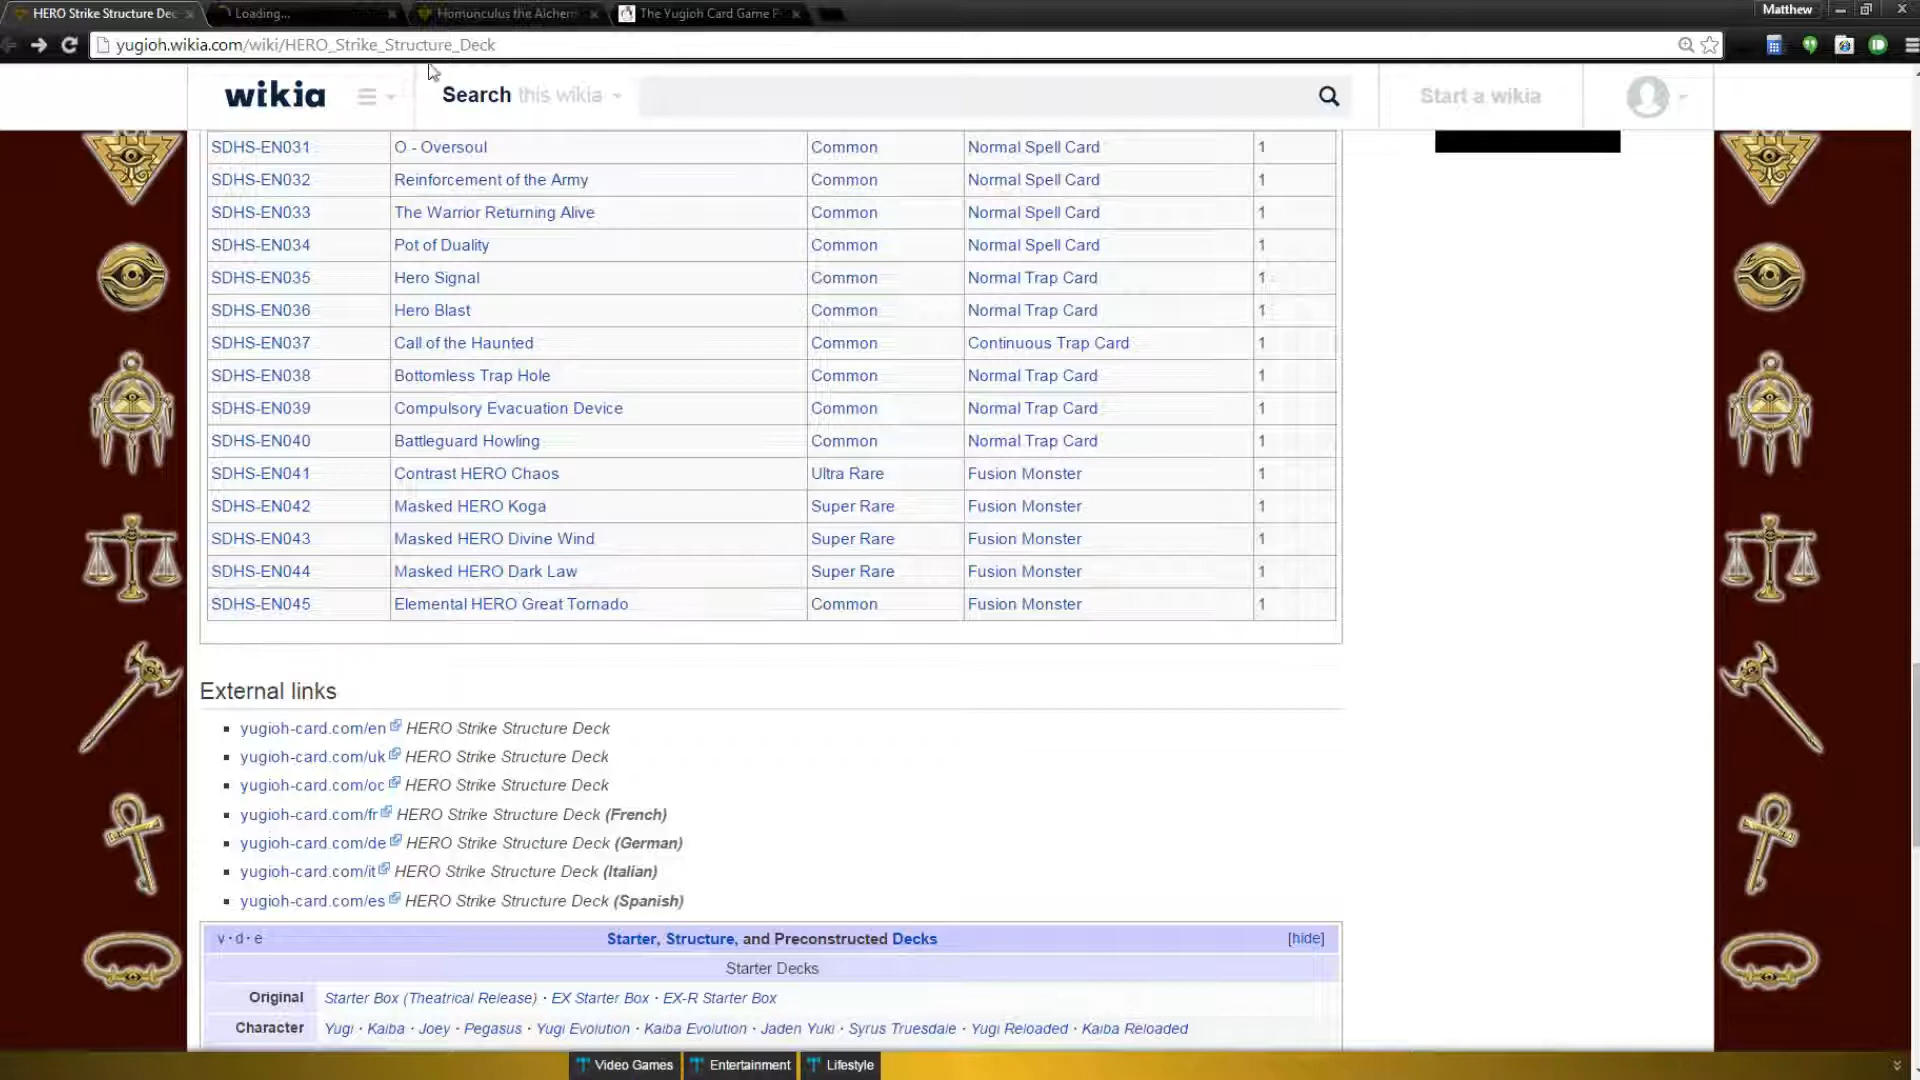 HERO Strike Structure Dec
Loading...
Homunculus the Alchem
The Yugioh Card Game F
Matthew
yugioh.wikia.com/wiki/HERO_Strike_Structure_Deck
wikia
Search this wikia
Start a wikia
SDHS-EN031 O - Oversoul Common Normal Spell Card 1
SDHS-EN032 Reinforcement of the Army Common Normal Spell Card 1
SDHS-EN033 The Warrior Returning Alive Common Normal Spell Card 1
SDHS-EN034 Pot of Duality Common Normal Spell Card 1
SDHS-EN035 Hero Signal Common Normal Trap Card 1
SDHS-EN036 Hero Blast Common Normal Trap Card 1
SDHS-EN037 Call of the Haunted Common Continuous Trap Card 1
SDHS-EN038 Bottomless Trap Hole Common Normal Trap Card 1
SDHS-EN039 Compulsory Evacuation Device Common Normal Trap Card 1
SDHS-EN040 Battleguard Howling Common Normal Trap Card 1
SDHS-EN041 Contrast HERO Chaos Ultra Rare Fusion Monster 1
SDHS-EN042 Masked HERO Koga Super Rare Fusion Monster 1
SDHS-EN043 Masked HERO Divine Wind Super Rare Fusion Monster 1
SDHS-EN044 Masked HERO Dark Law Super Rare Fusion Monster 1
SDHS-EN045 Elemental HERO Great Tornado Common Fusion Monster 1
External links
yugioh-card.com/en HERO Strike Structure Deck
yugioh-card.com/uk HERO Strike Structure Deck
yugioh-card.com/oc HERO Strike Structure Deck
yugioh-card.com/fr HERO Strike Structure Deck (French)
yugioh-card.com/de HERO Strike Structure Deck (German)
yugioh-card.com/it HERO Strike Structure Deck (Italian)
yugioh-card.com/es HERO Strike Structure Deck (Spanish)
v · d · e Starter, Structure, and Preconstructed Decks [hide]
Starter Decks
Original Starter Box (Theatrical Release) · EX Starter Box · EX-R Starter Box
Character Yugi · Kaiba · Joey · Pegasus · Yugi Evolution · Kaiba Evolution · Jaden Yuki · Syrus Truesdale · Yugi Reloaded · Kaiba Reloaded
Video Games Entertainment Lifestyle